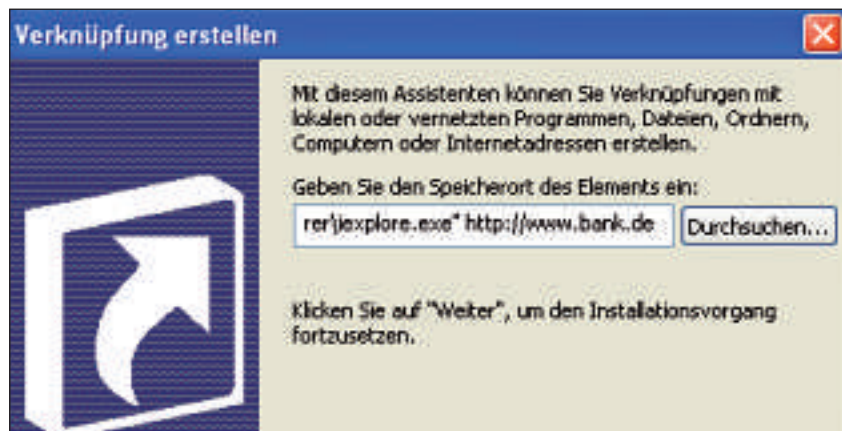 Verknüpfung erstellen
Mit diesem Assistenten können Sie Verknüpfungen mit
lokalen oder vernetzten Programmen, Dateien, Ordnern,
Computern oder Internetadressen erstellen.
Geben Sie den Speicherort des Elements ein:
rer\iexplore.exe" http://www.bank.de
Durchsuchen...
Klicken Sie auf "Weiter", um den Installationsvorgang
fortzusetzen.